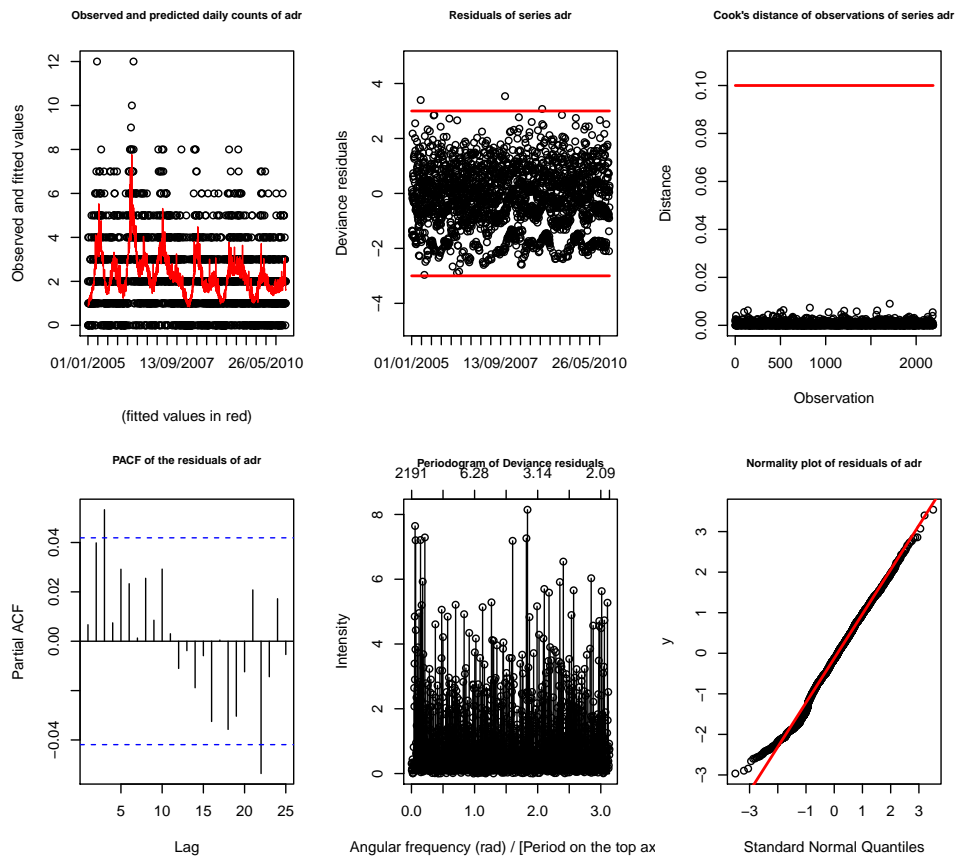 Observed and predicted daily counts of adr
Observed and fitted values
12
10
8
6
4
2
0
01/01/2005 13/09/2007 26/05/2010
(fitted values in red)
Residuals of series adr
Deviance residuals
4
2
0
−2
−4
01/01/2005 13/09/2007 26/05/2010
Cook's distance of observations of series adr
Distance
0.10
0.08
0.06
0.04
0.02
0.00
0 500 1000 2000
Observation
PACF of the residuals of adr
Partial ACF
0.04
0.02
0.00
−0.04
5 10 15 20 25
Lag
Periodogram of Deviance residuals
2191 6.28 3.14 2.09
Intensity
8
6
4
2
0
0.0 1.0 2.0 3.0
Angular frequency (rad) / [Period on the top ax
Normality plot of residuals of adr
y
3
2
1
0
−1
−2
−3
−3 −2 −1 0 1 2 3
Standard Normal Quantiles